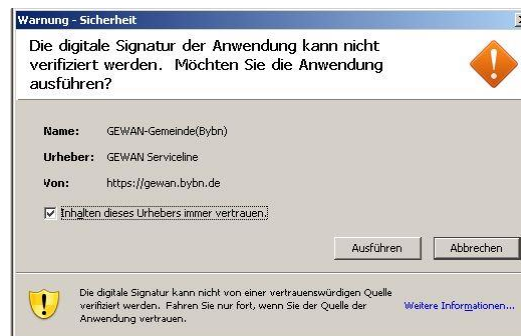 Warnung - Sicherheit
Die digitale Signatur der Anwendung kann nicht
verifiziert werden. Möchten Sie die Anwendung
ausführen?
Name: GEWAN-Gemeinde(Bybn)
Urheber: GEWAN Serviceline
Von: https://gewan.bybn.de
Inhalten dieses Urhebers immer vertrauen.
Ausführen Abbrechen
Die digitale Signatur kann nicht von einer vertrauenswürdigen Quelle
verifiziert werden. Fahren Sie nur fort, wenn Sie der Quelle der
Anwendung vertrauen.
Weitere Informationen...